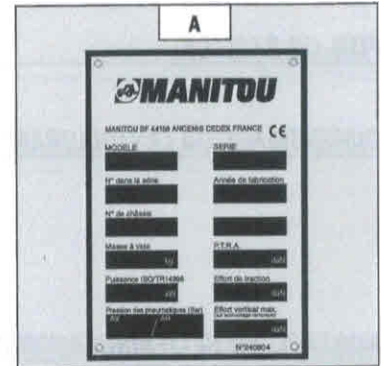 A
MANITOU
MANITOU BF 44158 ANCENIS CEDEX FRANCE CE
MODELE SERIE
N° dans la série Année de fabrication
N° de châssis
Masse à vide P.T.R.A.
kg daN
Puissance ISO/TR14396 Effort de traction
kW daN
Pression des pneumatiques (Bar) Effort vertical max.
AV / AR
daN
N°240804